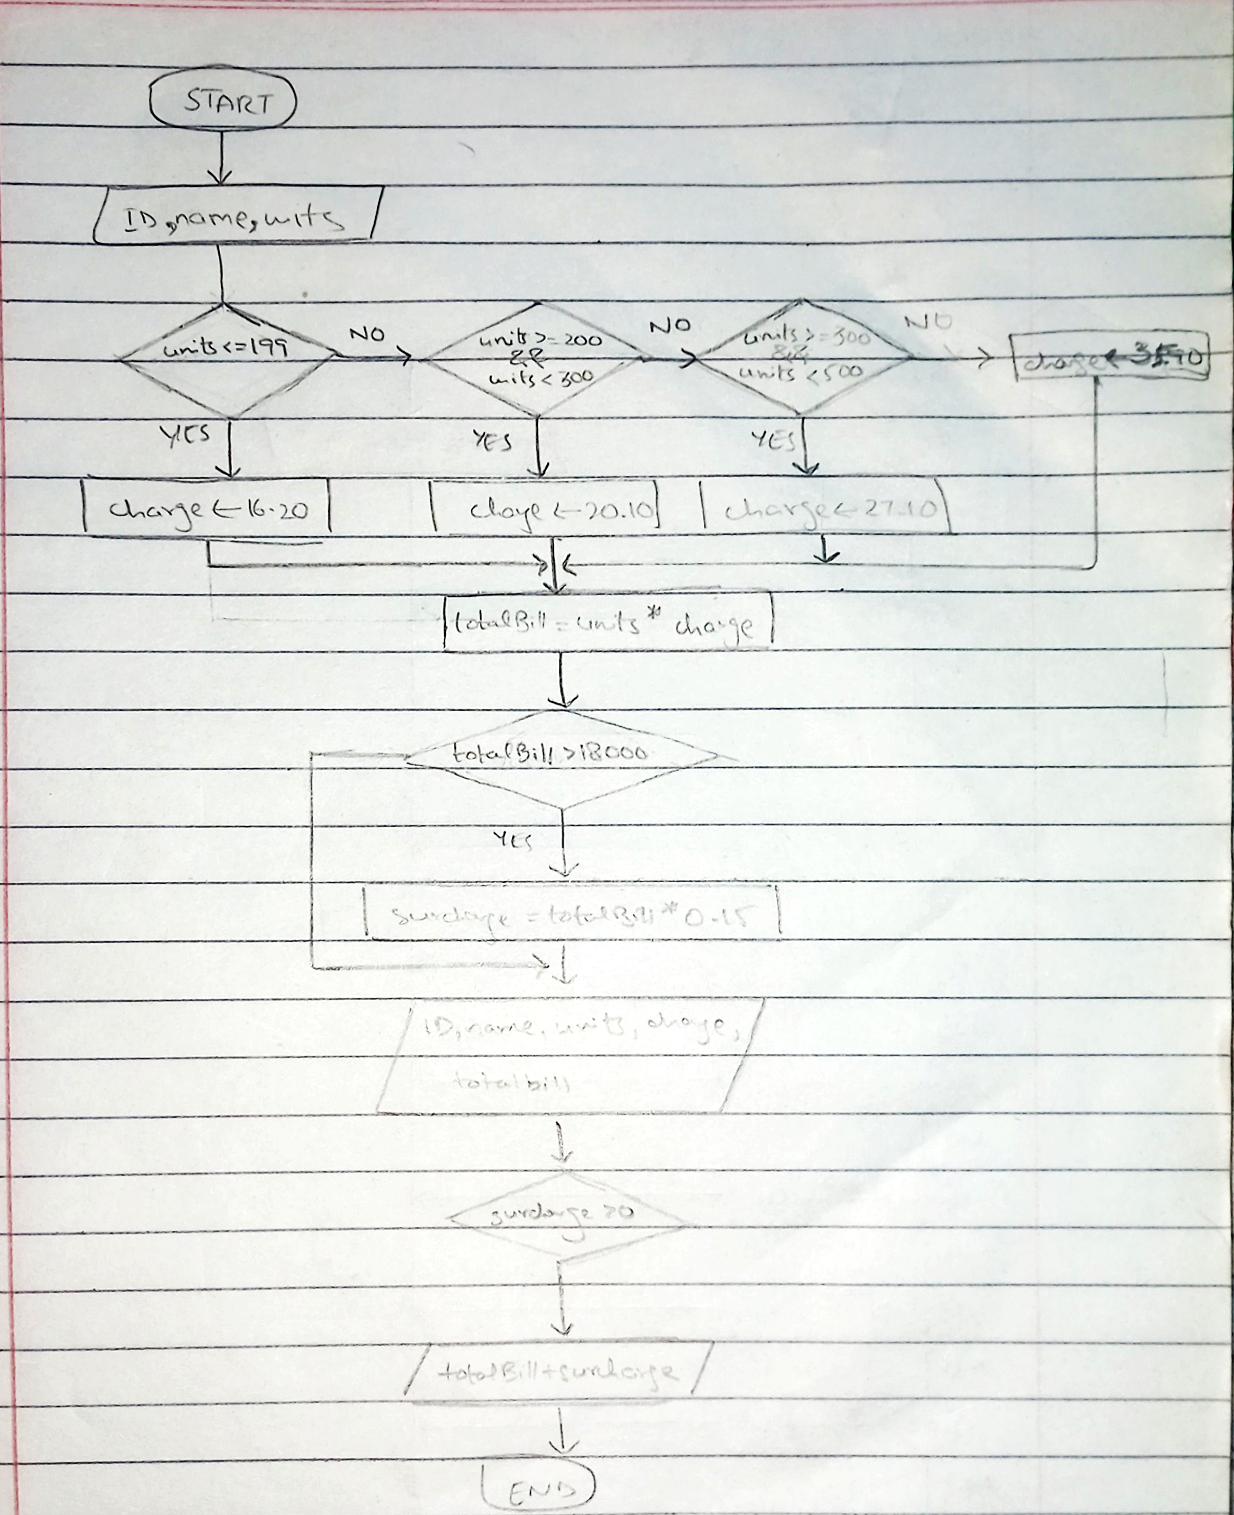 START
ID, name, units
units <= 199
NO
units >= 200
&&
units < 300
NO
units >= 300
&&
units < 500
NO
charge ← 35.90
YES
YES
YES
charge ← 16.20
charge ← 20.10
charge ← 27.10
totalBill = units * charge
totalBill > 18000
YES
surcharge = totalBill * 0.15
ID, name, units, charge,
totalbill
surcharge > 0
totalBill + surcharge
END